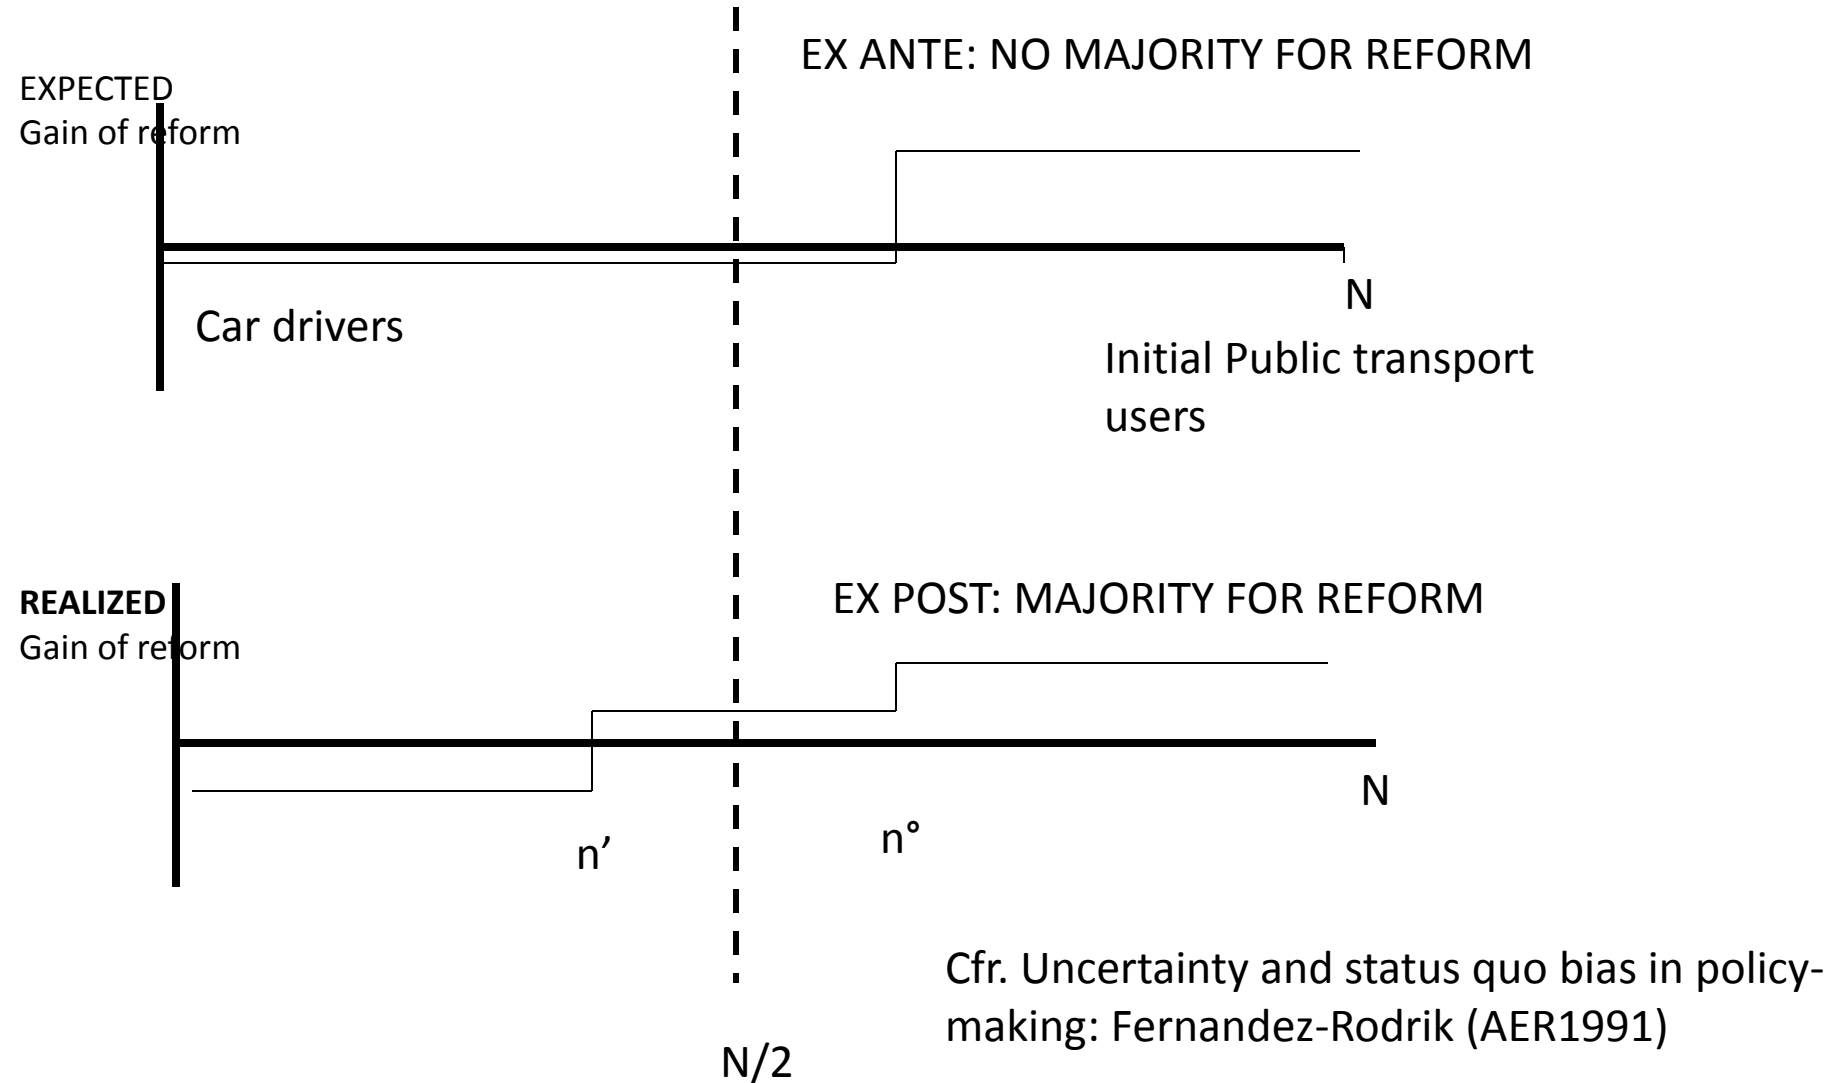 EX ANTE: NO MAJORITY FOR REFORM
EXPECTED
Gain of reform
N
Car drivers
Initial Public transport
users
EX POST: MAJORITY FOR REFORM
REALIZED
Gain of reform
N
n’
n°
Cfr. Uncertainty and status quo bias in policy-
making: Fernandez-Rodrik (AER1991)
N/2